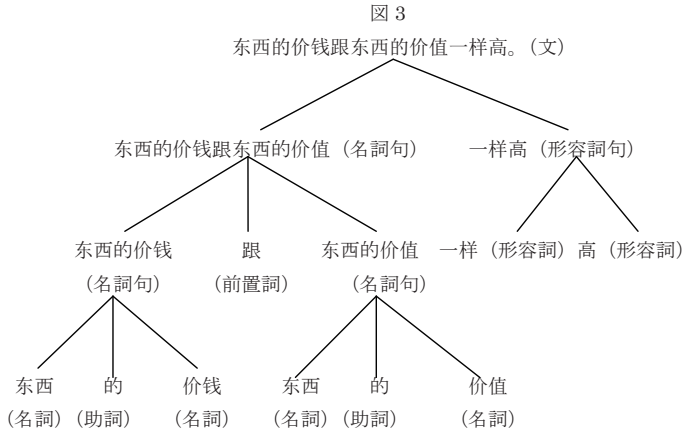 図 3
东西的价钱跟东西的价值一样高。（文）
东西的价钱跟东西的价值（名詞句） 一样高（形容詞句）
东西的价钱 跟 东西的价值 一样（形容詞）高（形容詞）
（名詞句） （前置詞） （名詞句）
东西 的 价钱 东西 的 价值
（名詞）（助詞） （名詞） （名詞）（助詞） （名詞）